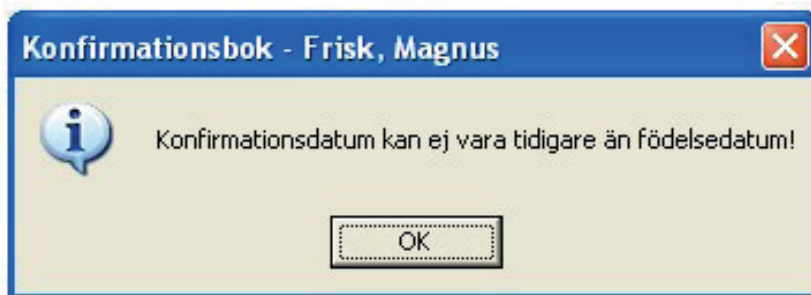 Konfirmationsbok - Frisk, Magnus
Konfirmationsdatum kan ej vara tidigare än födelsedatum!
OK